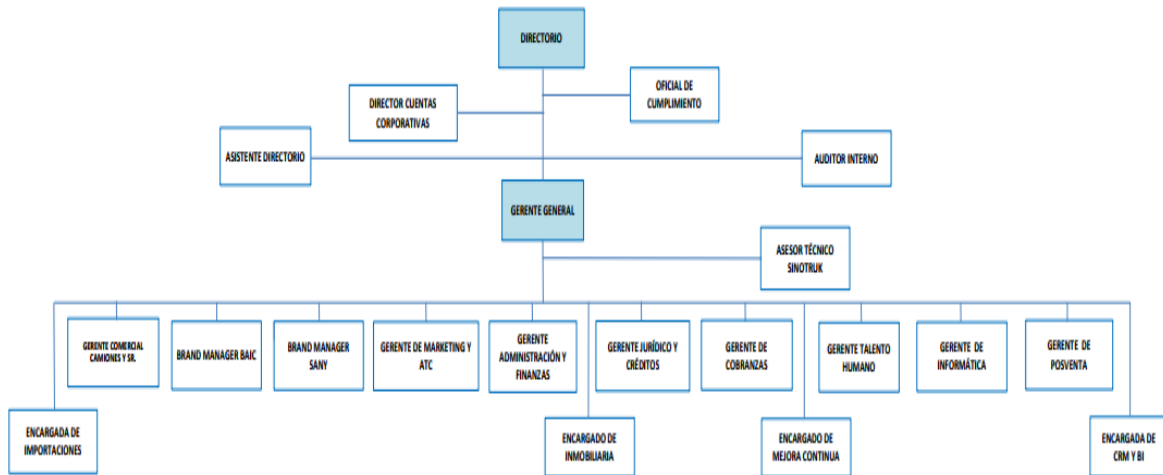 DIRECTORIO
OFICIAL DE
CUMPLIMIENTO
DIRECTOR CUENTAS
CORPORATIVAS
ASISTENTE DIRECTORIO
AUDITOR INTERNO
GERENTE GENERAL
ASESOR TÉCNICO
SINOTRUK
GERENTE COMERCIAL
CAMIONES Y SR.
BRAND MANAGER BAIC
BRAND MANAGER
SANY
GERENTE DE MARKETING Y
ATC
GERENTE
ADMINISTRACIÓN Y
FINANZAS
GERENTE JURÍDICO Y
CRÉDITOS
GERENTE DE
COBRANZAS
GERENTE TALENTO
HUMANO
GERENTE DE
INFORMÁTICA
GERENTE DE
POSVENTA
ENCARGADA DE
IMPORTACIONES
ENCARGADO DE
INMOBILIARIA
ENCARGADO DE
MEJORA CONTINUA
ENCARGADA DE
CRM Y BI